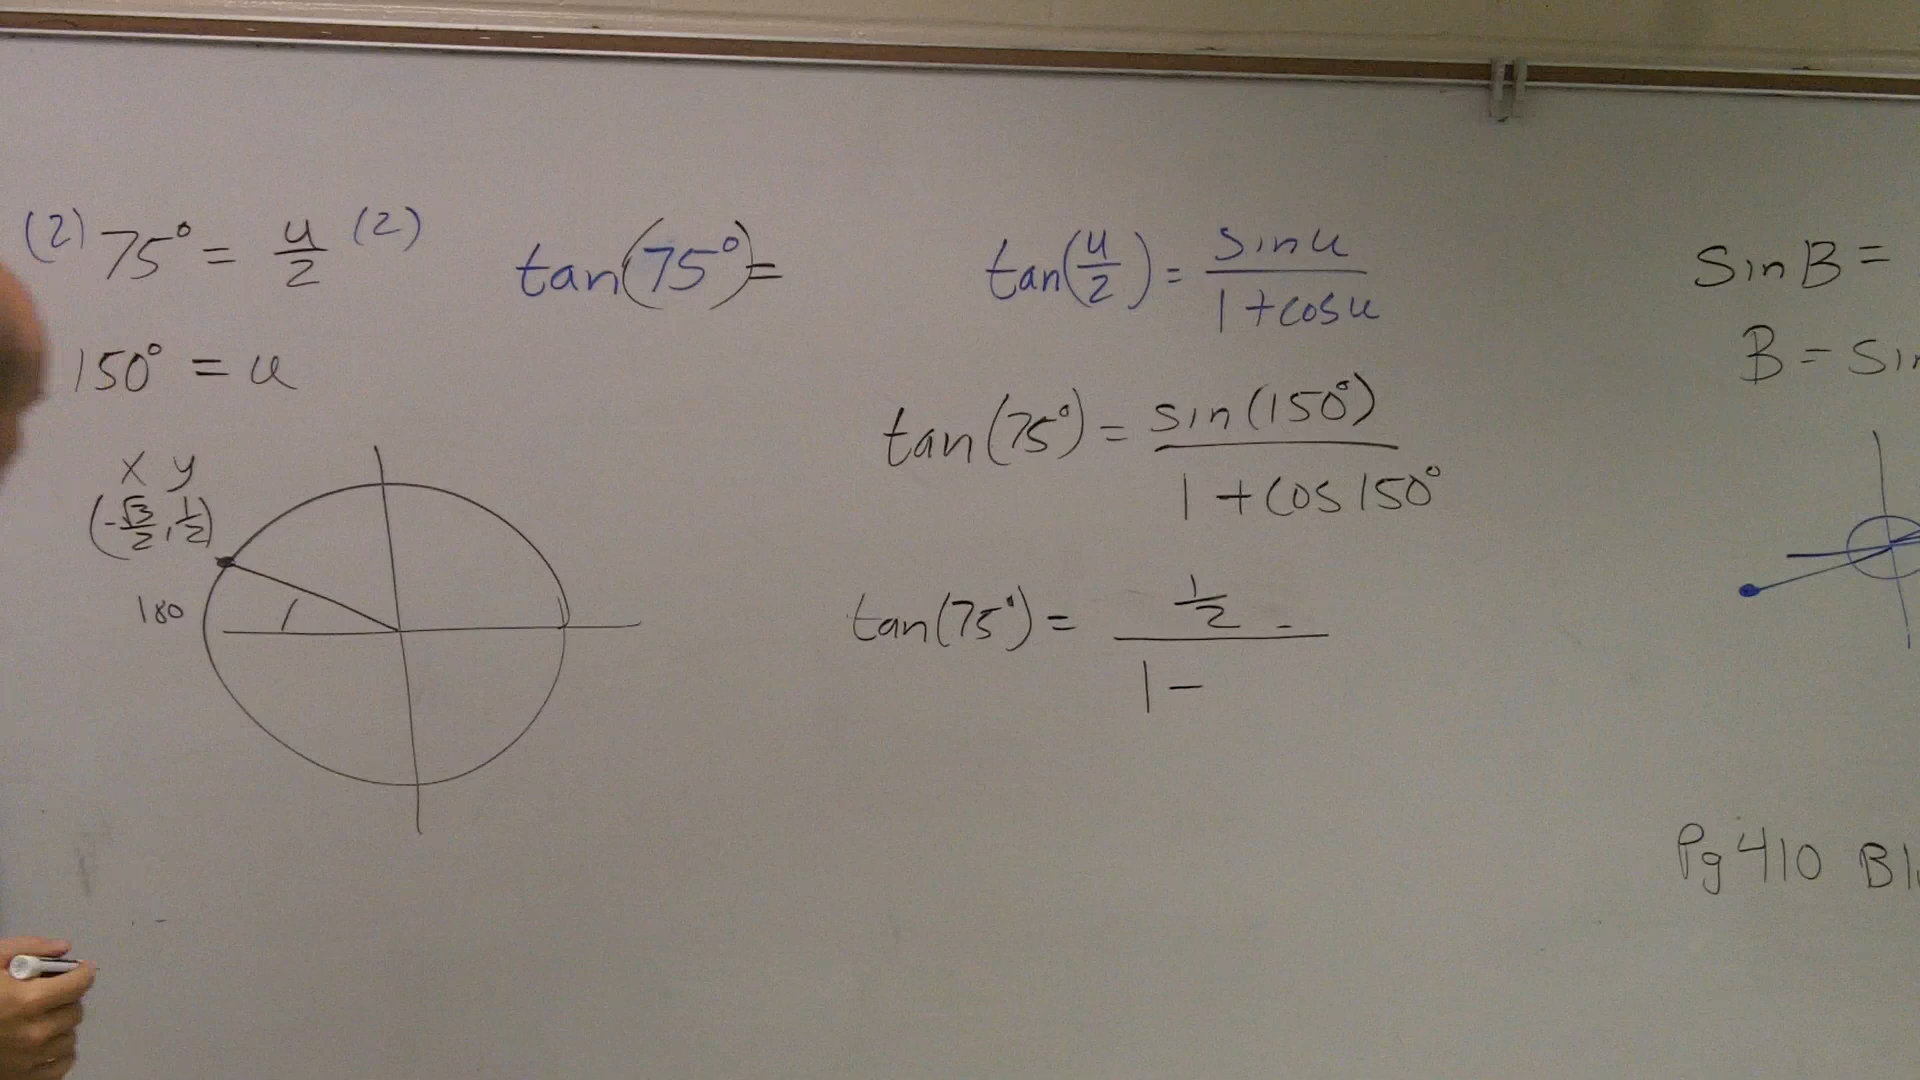 (2) 75° = u/2 (2)
150° = u
x y
(-√3/2, 1/2)
180
tan(75°) =
tan(u/2) = sin u / 1 + cos u
tan(75°) = sin(150°) / 1 + cos 150°
tan(75°) = 1/2 / 1 -
sin B =
B = sin
Pg 410 Bl